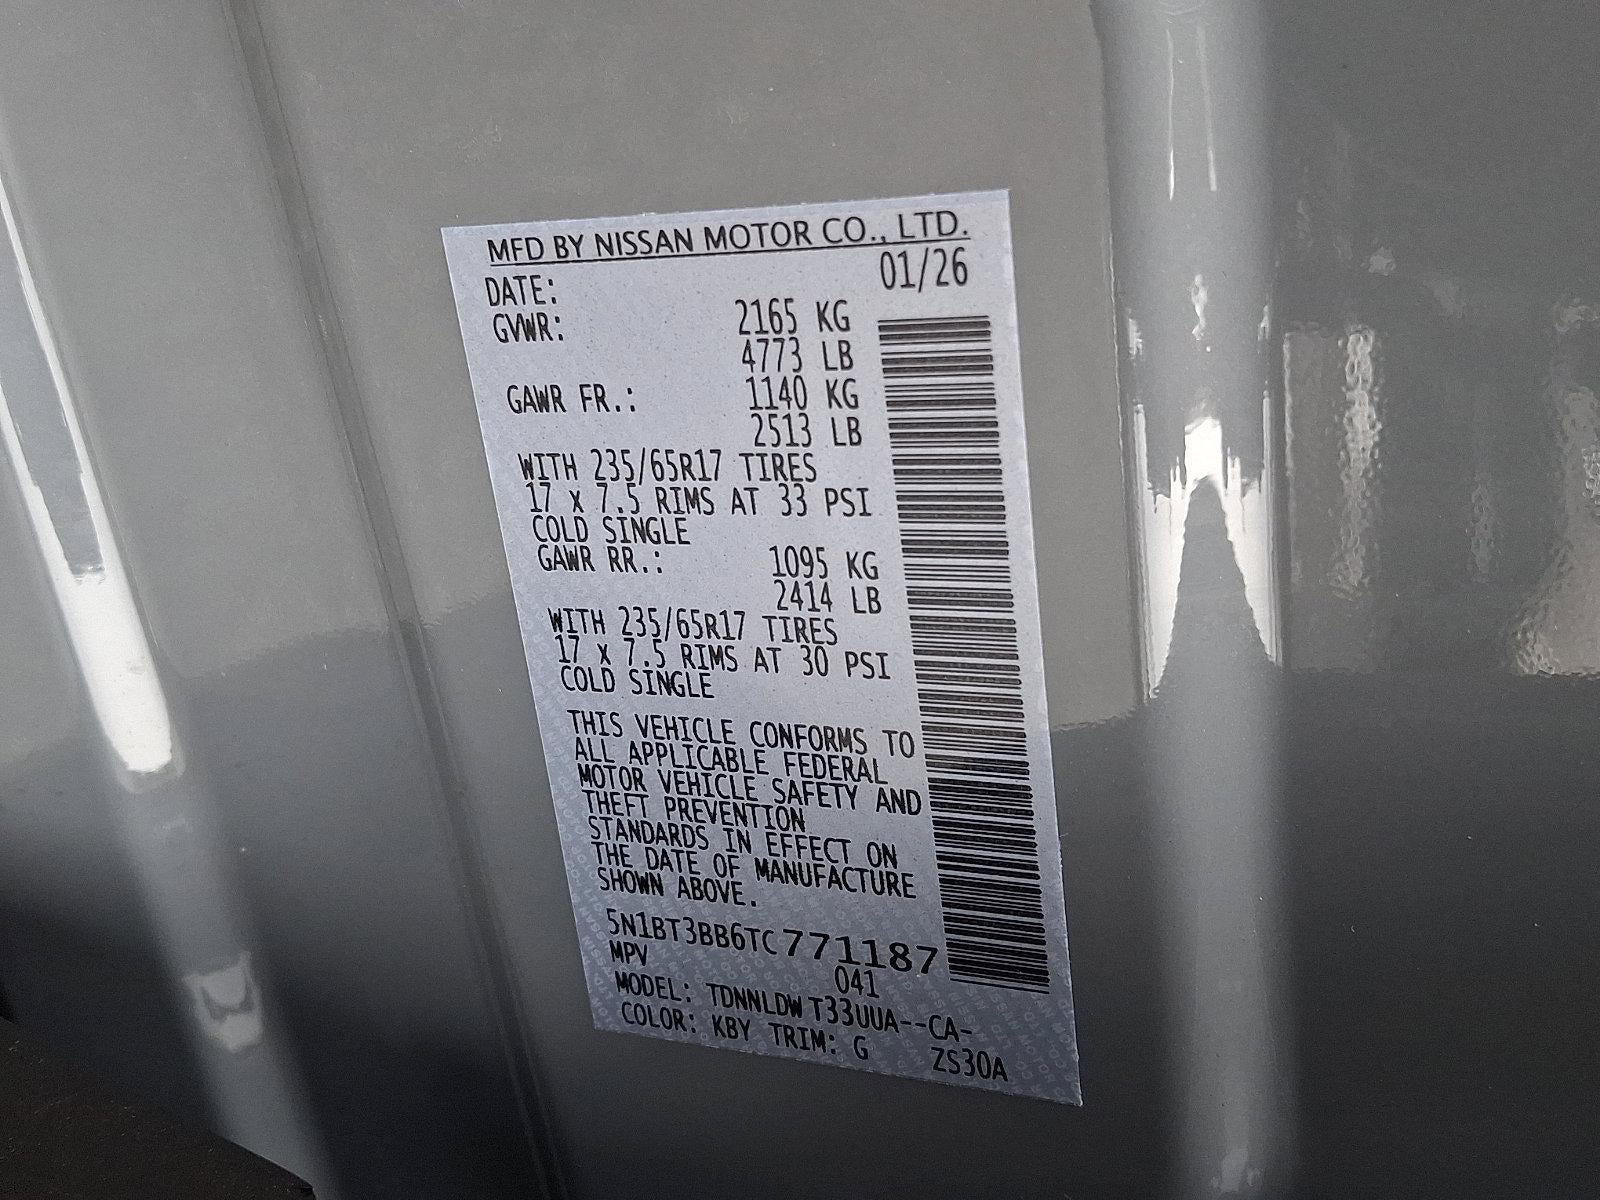 MFD BY NISSAN MOTOR CO., LTD.
DATE: 01/26
GVWR: 2165 KG
4773 LB
GAWR FR.: 1140 KG
2513 LB
WITH 235/65R17 TIRES
17 x 7.5 RIMS AT 33 PSI
COLD SINGLE
GAWR RR.: 1095 KG
2414 LB
WITH 235/65R17 TIRES
17 x 7.5 RIMS AT 30 PSI
COLD SINGLE
THIS VEHICLE CONFORMS TO
ALL APPLICABLE FEDERAL
MOTOR VEHICLE SAFETY AND
THEFT PREVENTION
STANDARDS IN EFFECT ON
THE DATE OF MANUFACTURE
SHOWN ABOVE.
5N1BT3BB6TC771187
MPV 041
MODEL: TDNNLDW T33UUA--CA-
COLOR: KBY TRIM: G ZS30A